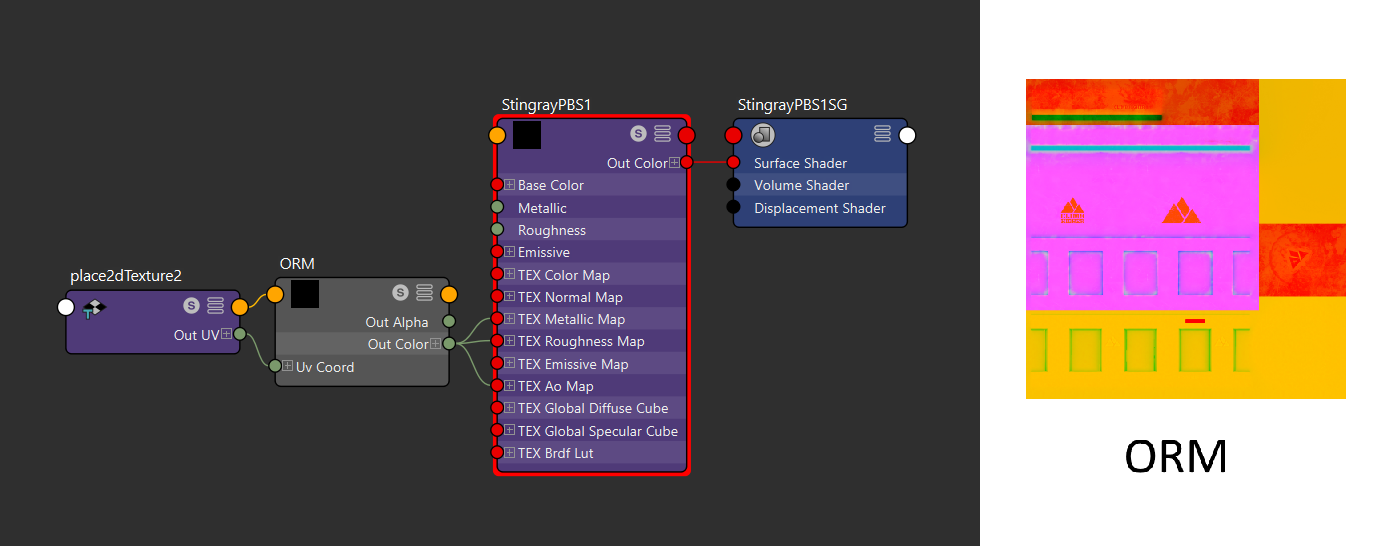 place2dTexture2
Out UV
ORM
Out Alpha
Out Color
Uv Coord
StingrayPBS1
S
Out Color
Base Color
Metallic
Roughness
Emissive
TEX Color Map
TEX Normal Map
TEX Metallic Map
TEX Roughness Map
TEX Emissive Map
TEX Ao Map
TEX Global Diffuse Cube
TEX Global Specular Cube
TEX Brdf Lut
StingrayPBS1SG
Surface Shader
Volume Shader
Displacement Shader
ORM